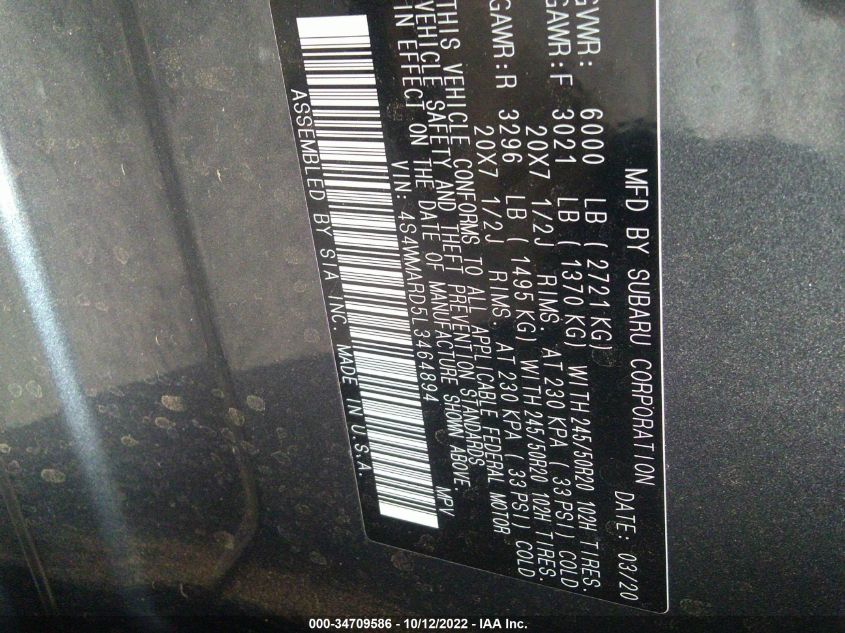 MFD BY SUBARU CORPORATION DATE: 03/20
GVWR: 6000 LB ( 2721 KG)
GAWR:F 3021 LB ( 1370 KG) WITH 245/50R20 102H TIRES.
20X7 1/2J RIMS. AT 230 KPA ( 33 PSI) COLD
GAWR:R 3296 LB ( 1495 KG) WITH 245/50R20 102H TIRES.
20X7 1/2J RIMS. AT 230 KPA ( 33 PSI) COLD
THIS VEHICLE CONFORMS TO ALL APPLICABLE FEDERAL MOTOR
VEHICLE SAFETY AND THEFT PREVENTION STANDARDS
IN EFFECT ON THE DATE OF MANUFACTURE SHOWN ABOVE.
VIN: 4S4WMARD5L3464894 MPV
ASSEMBLED BY SIA INC. MADE IN U.S.A.
000-34709586 - 10/12/2022 - IAA Inc.